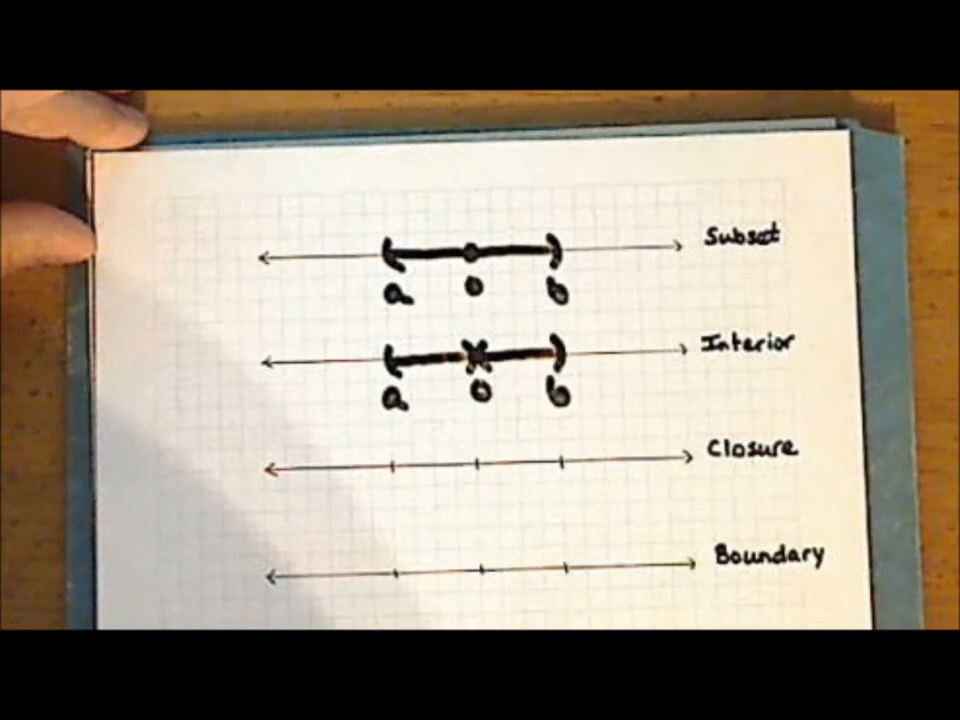 Subset
a 0 b
Interior
a 0 b
Closure
Boundary